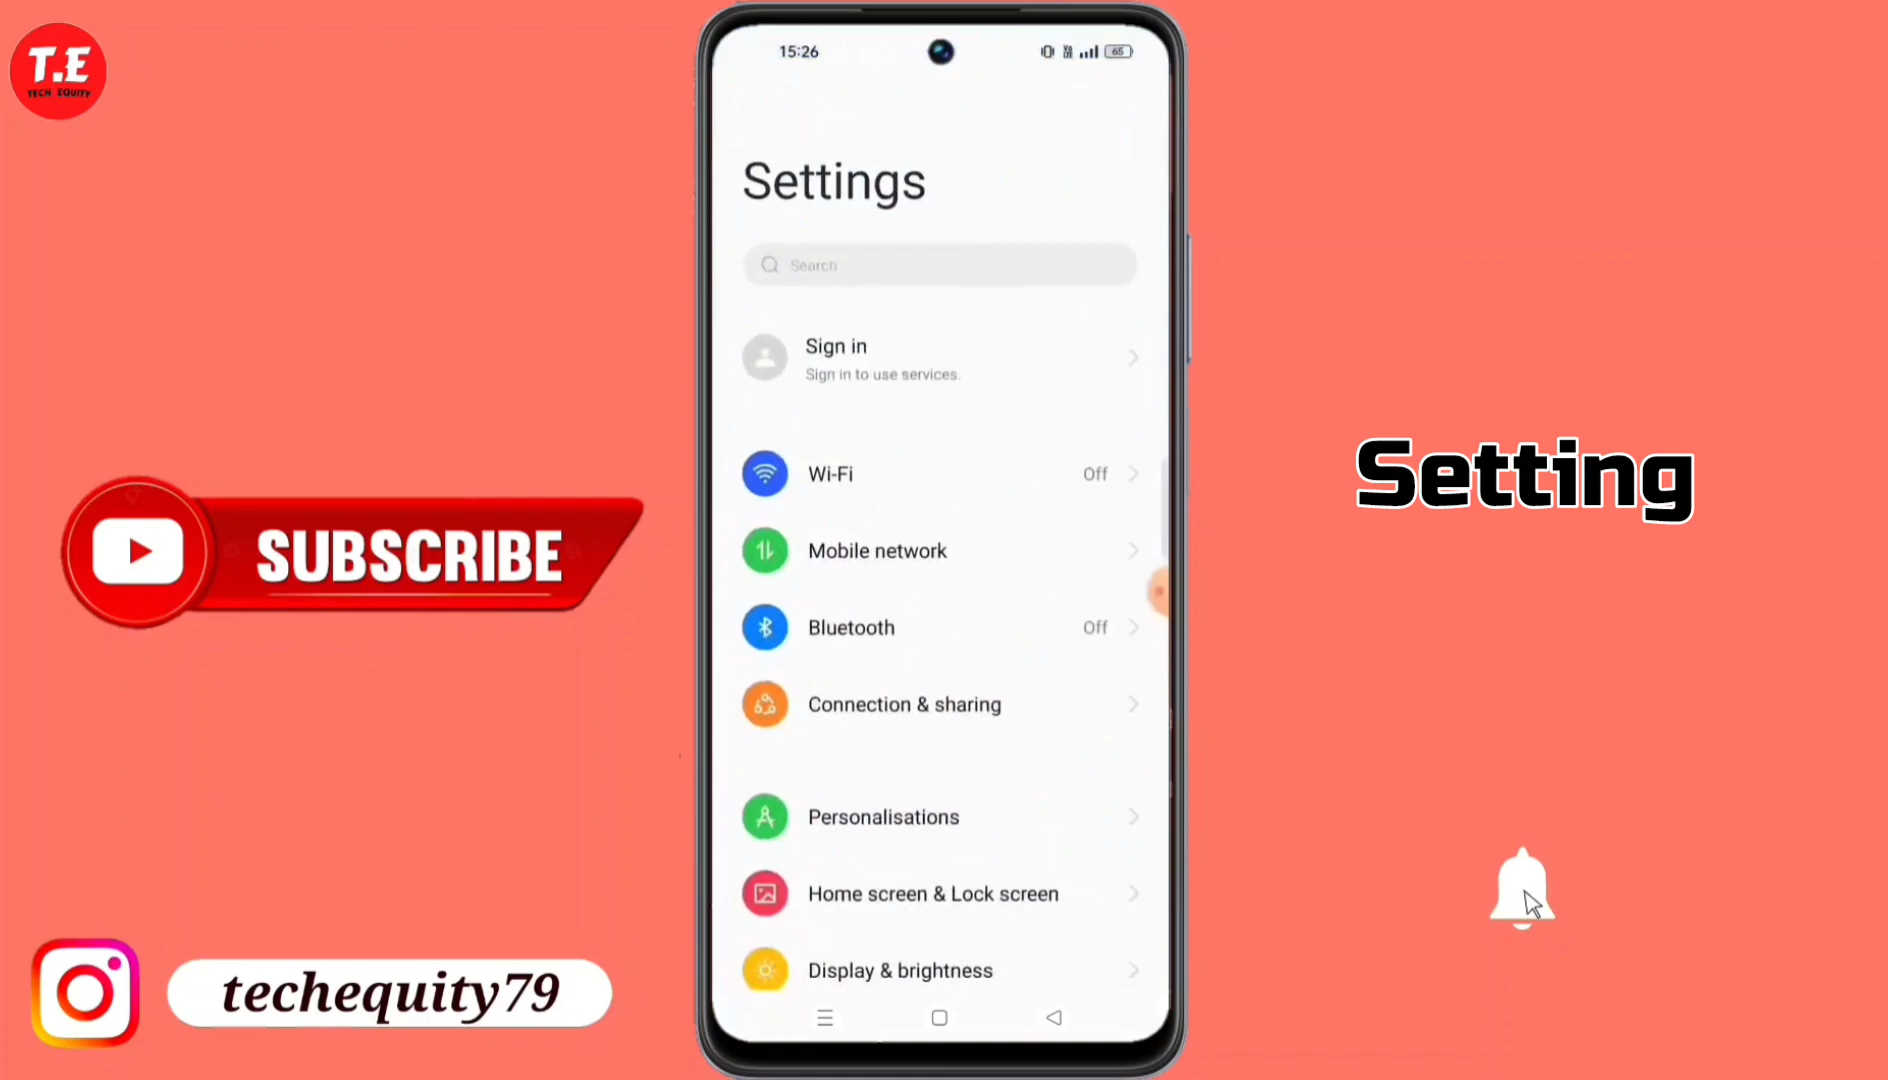 T.E
TECH EQUITY
15:26
65
Settings
Search
Sign in
Sign in to use services.
Wi-Fi
Off
Mobile network
Bluetooth
Off
Connection & sharing
Personalisations
Home screen & Lock screen
Display & brightness
SUBSCRIBE
techequity79
Setting